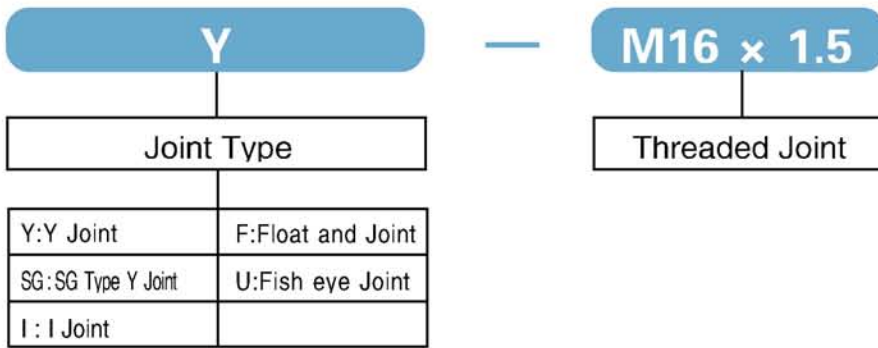 Y — M16 × 1.5
Joint Type
Threaded Joint
Y:Y Joint
F:Float and Joint
SG:SG Type Y Joint
U:Fish eye Joint
I : I Joint